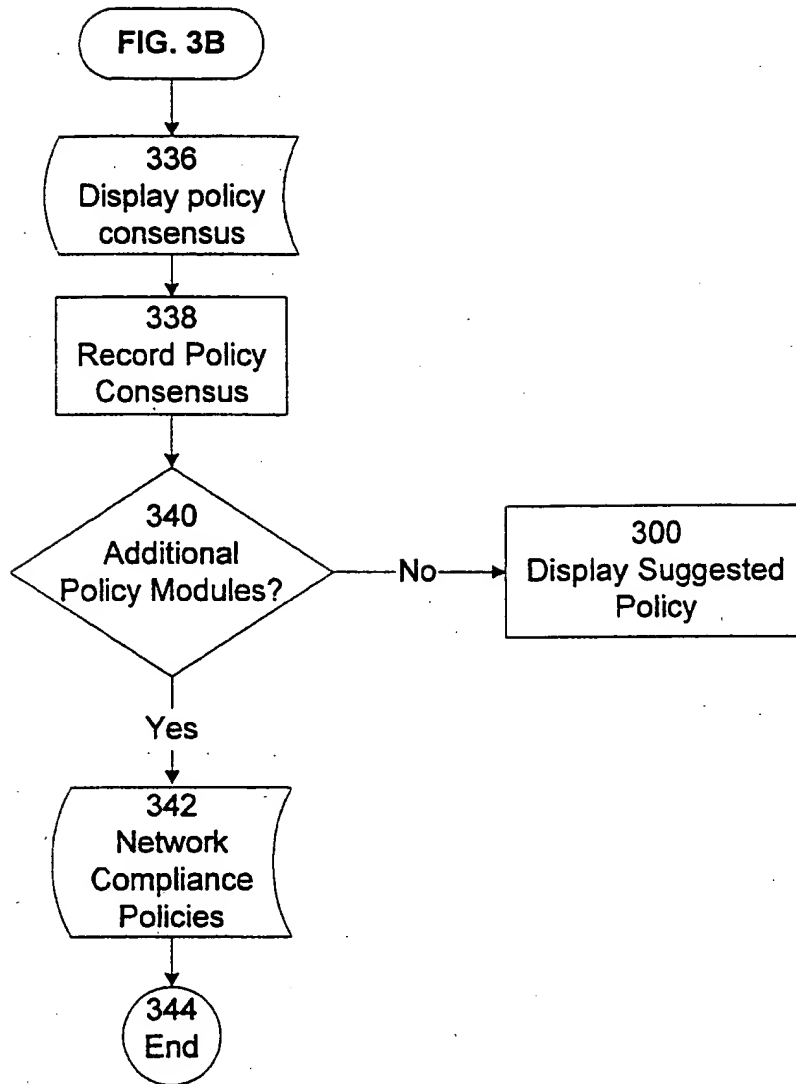 FIG. 3B
336
Display policy
consensus
338
Record Policy
Consensus
340
Additional
Policy Modules?
No
300
Display Suggested
Policy
Yes
342
Network
Compliance
Policies
344
End